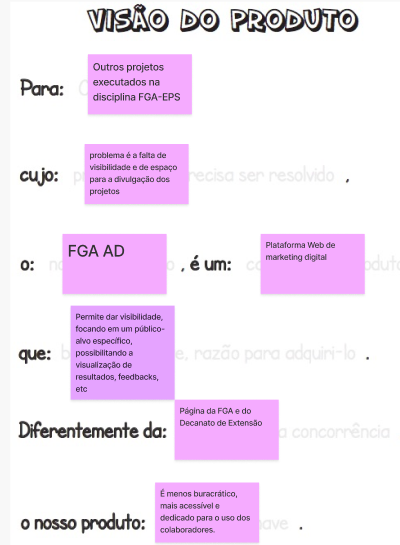 VISÃO DO PRODUTO
Para:
Outros projetos
executados na
disciplina FGA-EPS
cujo:
problema é a falta de
visibilidade e de espaço
para a divulgação dos
projetos
recisa ser resolvido ,
o: FGA AD , é um: Plataforma Web de
marketing digital
que:
Permite dar visibilidade,
focando em um público-
alvo específico,
possibilitando a
visualização de
resultados, feedbacks,
etc
e, razão para adquiri-lo .
Diferentemente da:
Página da FGA e do
Decanato de Extensão
a concorrência
o nosso produto:
É menos buracrático,
mais acessível e
dedicado para o uso dos
colaboradores.
ave .